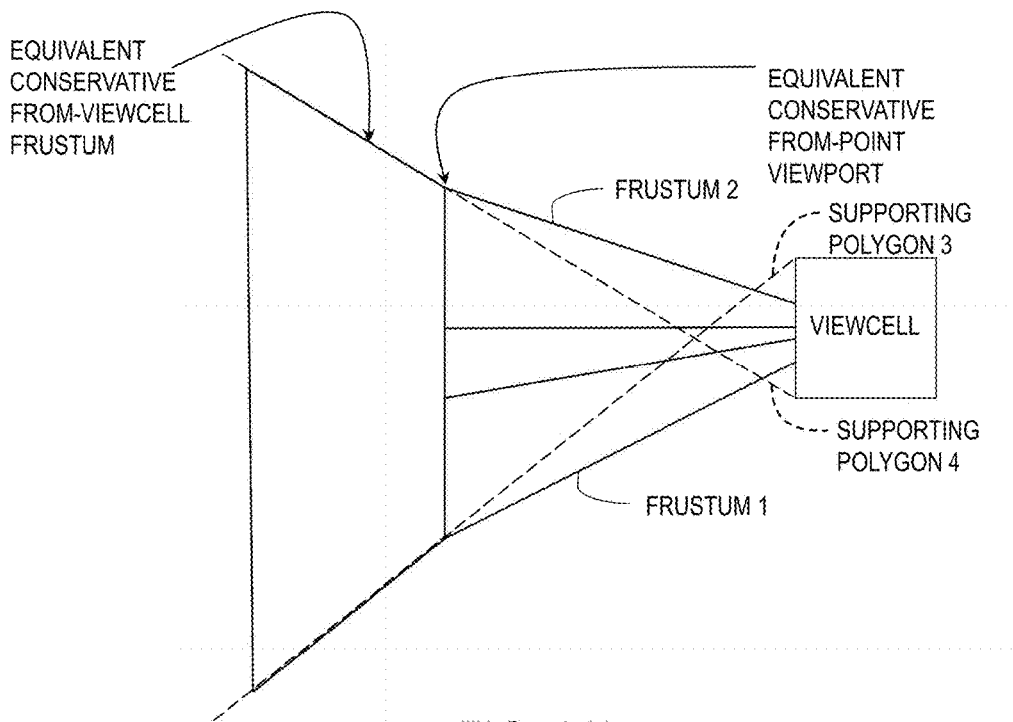 EQUIVALENT
CONSERVATIVE
FROM-VIEWCELL
FRUSTUM
EQUIVALENT
CONSERVATIVE
FROM-POINT
VIEWPORT
FRUSTUM 2
SUPPORTING
POLYGON 3
VIEWCELL
SUPPORTING
POLYGON 4
FRUSTUM 1